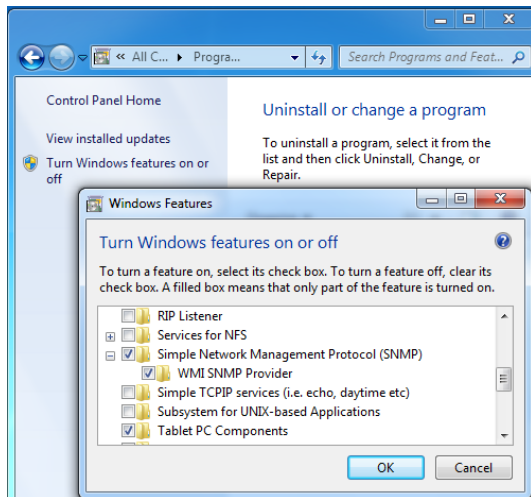 « All C... ▸ Progra...
Search Programs and Feat...
Control Panel Home
View installed updates
Turn Windows features on or
off
Uninstall or change a program
To uninstall a program, select it from the
list and then click Uninstall, Change, or
Repair.
Windows Features
Turn Windows features on or off
To turn a feature on, select its check box. To turn a feature off, clear its
check box. A filled box means that only part of the feature is turned on.
RIP Listener
Services for NFS
Simple Network Management Protocol (SNMP)
WMI SNMP Provider
Simple TCPIP services (i.e. echo, daytime etc)
Subsystem for UNIX-based Applications
Tablet PC Components
OK
Cancel